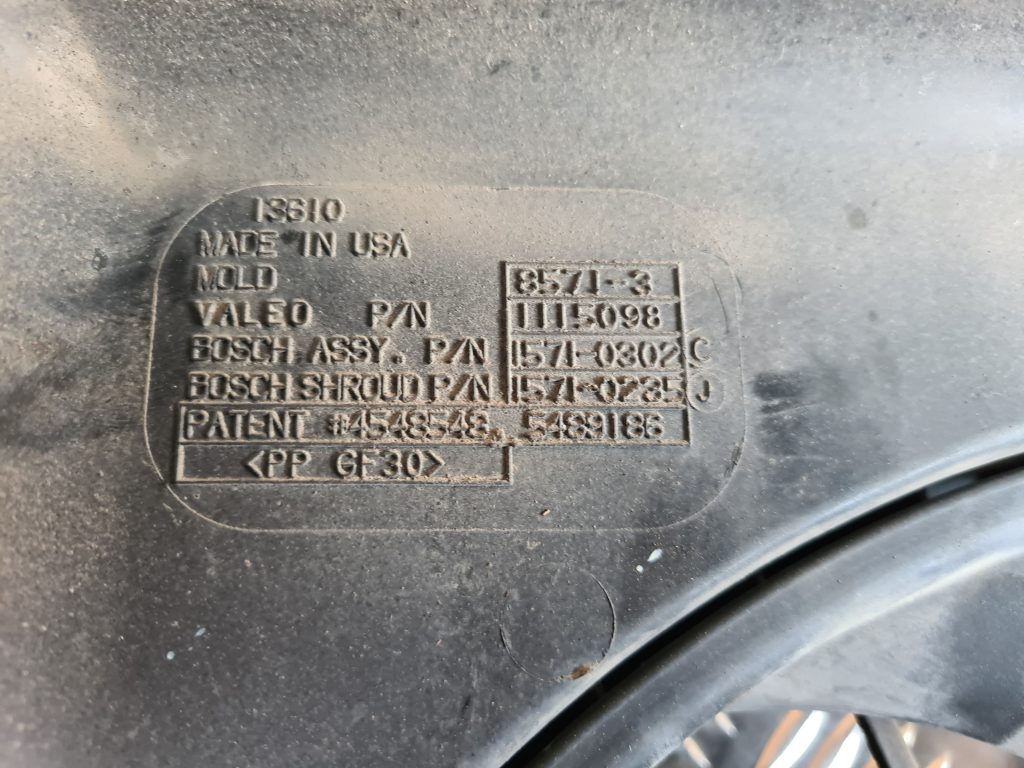 13610
MADE IN USA
MOLD 8571-3
VALEO P/N 1115098
BOSCH ASSY. P/N 1571-0302 C
BOSCH SHROUD P/N 1571-0235 J
PATENT #4548548, 5489186
<PP GF30>